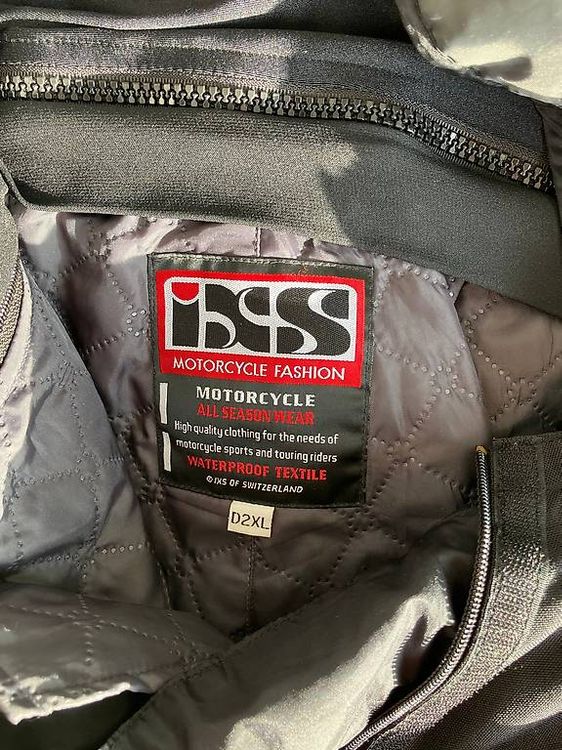 iXS
MOTORCYCLE FASHION
MOTORCYCLE
ALL SEASON WEAR
High quality clothing for the needs of
motorcycle sports and touring riders
WATERPROOF TEXTILE
© IXS OF SWITZERLAND
D2XL